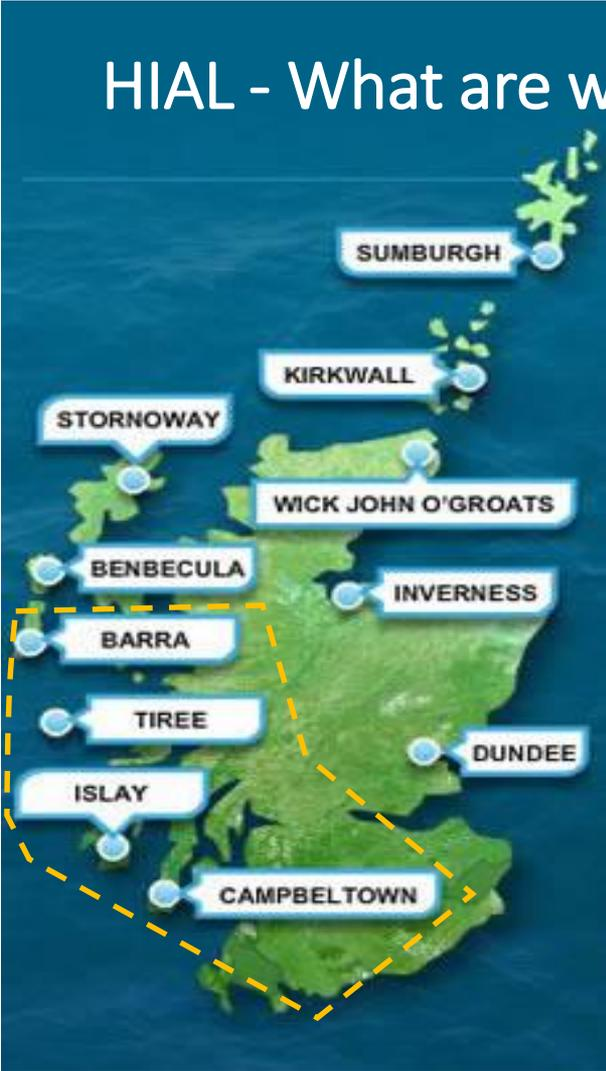 HIAL - What are w
SUMBURGH
KIRKWALL
STORNOWAY
WICK JOHN O'GROATS
BENBECULA
INVERNESS
BARRA
TIREE
DUNDEE
ISLAY
CAMPBELTOWN